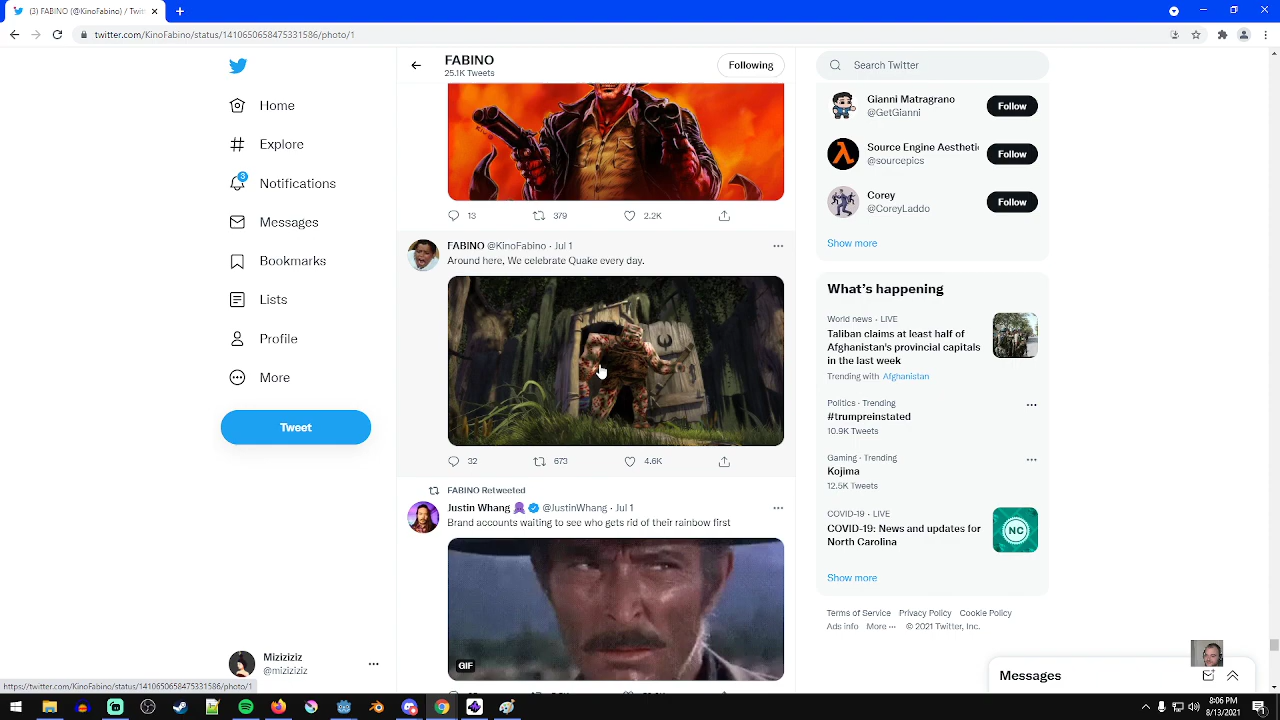 (3) FABINO (@KinoFabino) / Twitt
twitter.com/KinoFabino/status/1410650658475331586/photo/1
FABINO
25.1K Tweets
Following
Search Twitter
Home
Explore
3
Notifications
Messages
Bookmarks
Lists
Profile
More
Tweet
Miziziziz
@miziziziz
13
379
2.2K
FABINO @KinoFabino · Jul 1
Around here, We celebrate Quake every day.
32
673
4.6K
FABINO Retweeted
Justin Whang @JustinWhang · Jul 1
Brand accounts waiting to see who gets rid of their rainbow first
GIF
Gianni Matragrano
@GetGianni
Follow
Source Engine Aestheti
@sourcepics
Follow
Corey
@CoreyLaddo
Follow
Show more
What's happening
World news · LIVE
Taliban claims at least half of
Afghanistan's provincial capitals
in the last week
Trending with Afghanistan
Politics · Trending
#trumpreinstated
10.9K Tweets
Gaming · Trending
Kojima
12.5K Tweets
COVID-19 · LIVE
COVID-19: News and updates for
North Carolina
NC
Show more
Terms of Service Privacy Policy Cookie Policy
Ads info More ··· © 2021 Twitter, Inc.
Messages
https://twitter.com/KinoFabino/status/1410650658475331586/photo/1
8:06 PM
8/13/2021